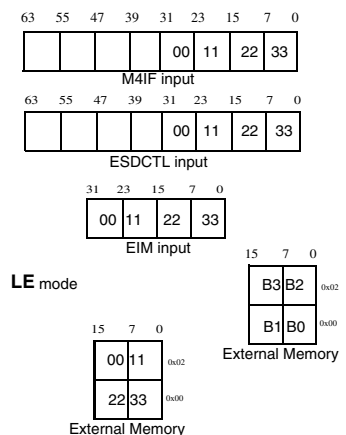 63 55 47 39 31 23 15 7 0
00 11 22 33
M4IF input
63 55 47 39 31 23 15 7 0
00 11 22 33
ESDCTL input
31 23 15 7 0
00 11 22 33
EIM input
LE mode
15 7 0
B3 B2 0x02
B1 B0 0x00
External Memory
15 7 0
00 11 0x02
22 33 0x00
External Memory